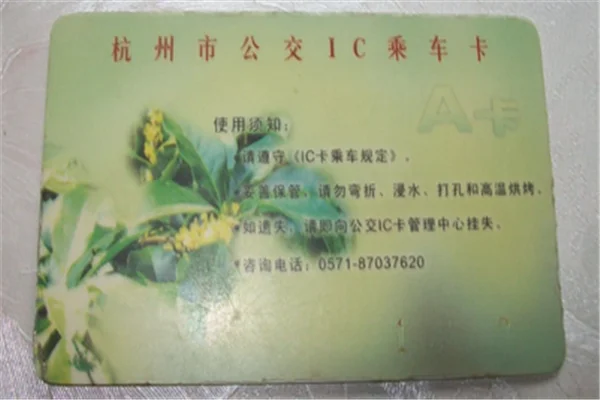 杭州市公交IC乘车卡
A卡
使用须知：
•请遵守《IC卡乘车规定》。
•妥善保管、请勿弯折、浸水、打孔和高温烘烤。
•如遗失，请即向公交IC卡管理中心挂失。
•咨询电话：0571-87037620